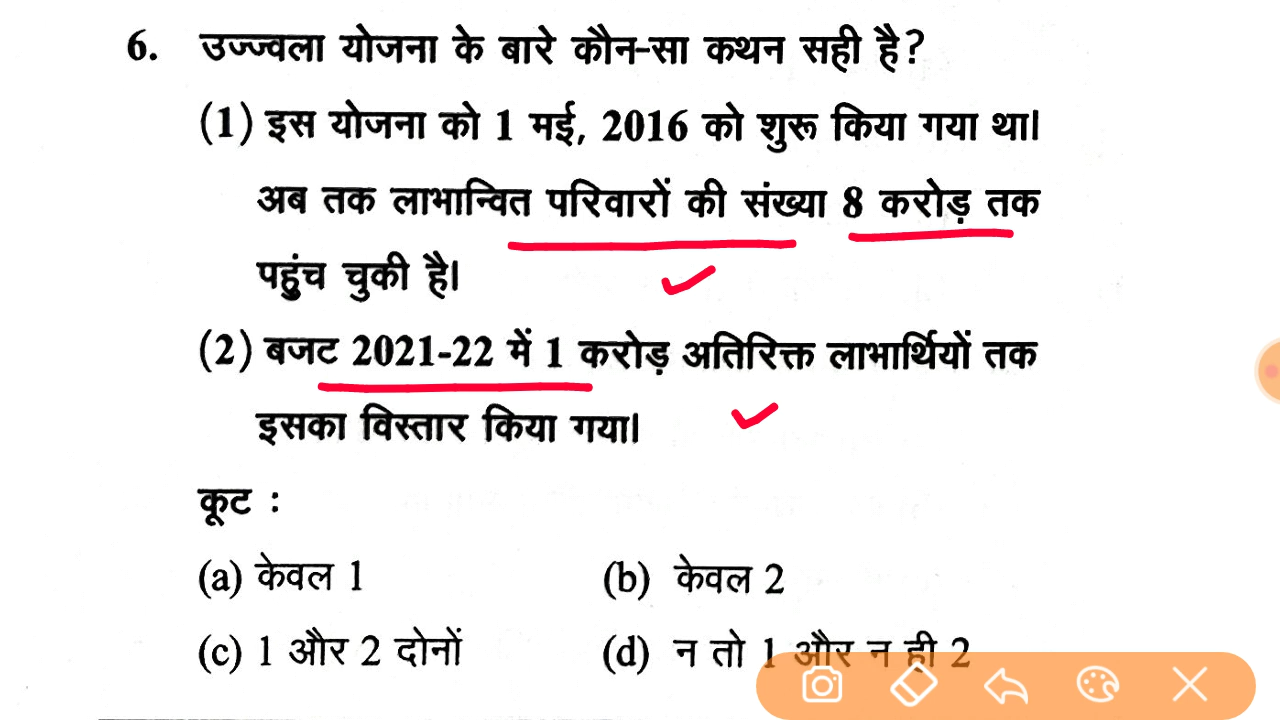 6. उज्ज्वला योजना के बारे कौन-सा कथन सही है?
(1) इस योजना को 1 मई, 2016 को शुरू किया गया था।
अब तक लाभान्वित परिवारों की संख्या 8 करोड़ तक
पहुंच चुकी है।
(2) बजट 2021-22 में 1 करोड़ अतिरिक्त लाभार्थियों तक
इसका विस्तार किया गया।
कूट :
(a) केवल 1 (b) केवल 2
(c) 1 और 2 दोनों (d) न तो 1 और न ही 2